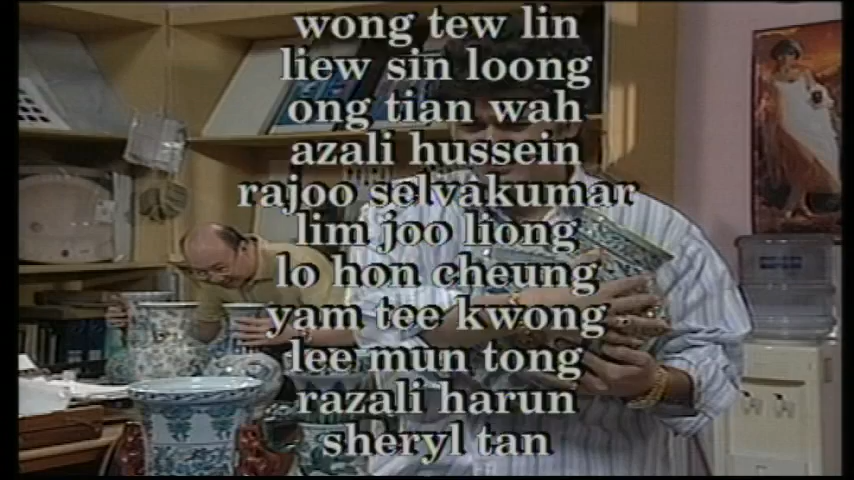 wong tew lin
liew sin loong
ong tian wah
azali hussein
rajoo selvakumar
lim joo liong
lo hon cheung
yam tee kwong
lee mun tong
razali harun
sheryl tan